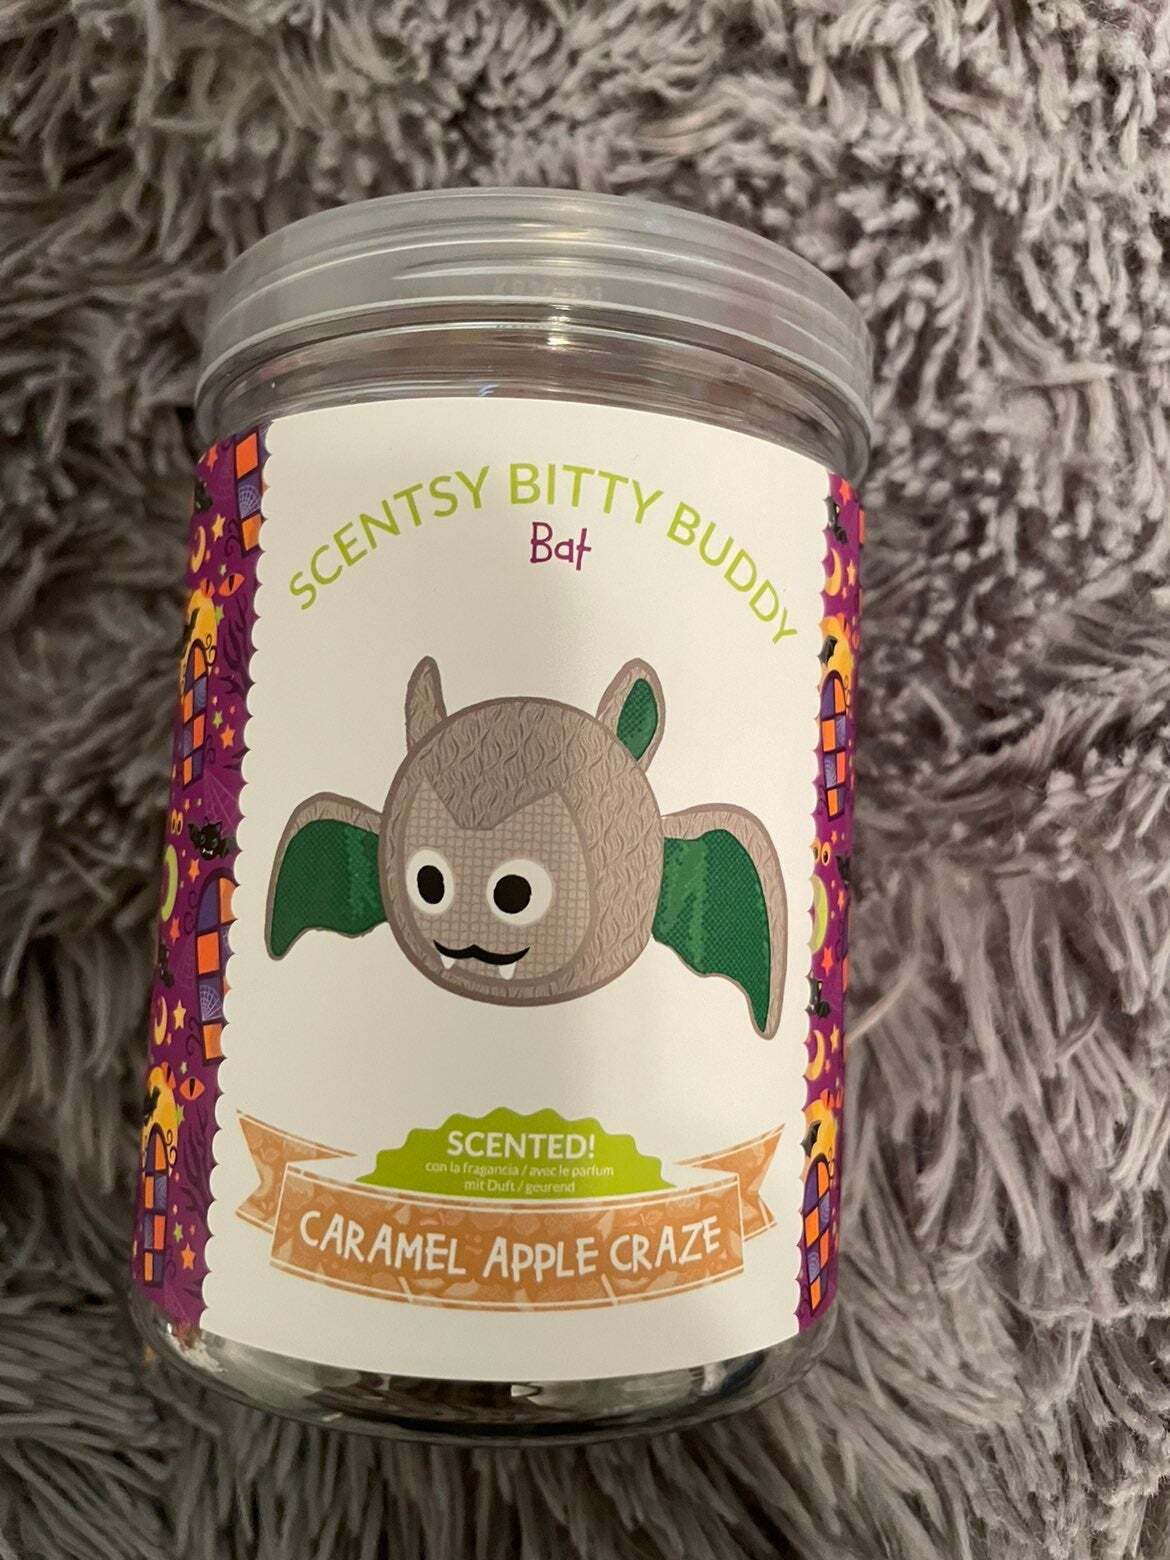 SCENTSY BITTY BUDDY
Bat
SCENTED!
con la fragancia / avec le parfum
mit Duft / geurend
CARAMEL APPLE CRAZE